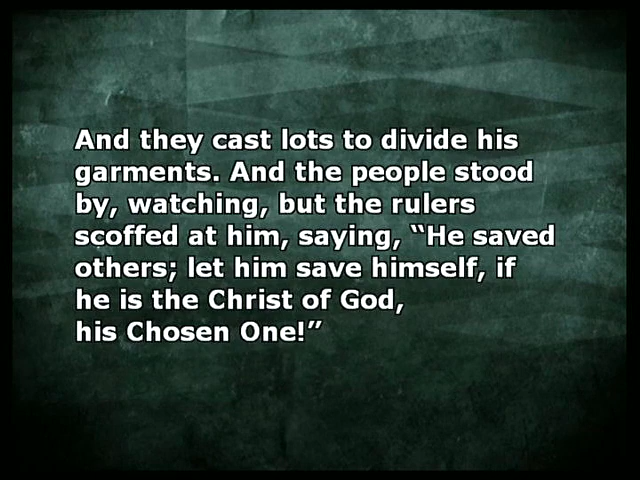 And they cast lots to divide his
garments. And the people stood
by, watching, but the rulers
scoffed at him, saying, “He saved
others; let him save himself, if
he is the Christ of God,
his Chosen One!”